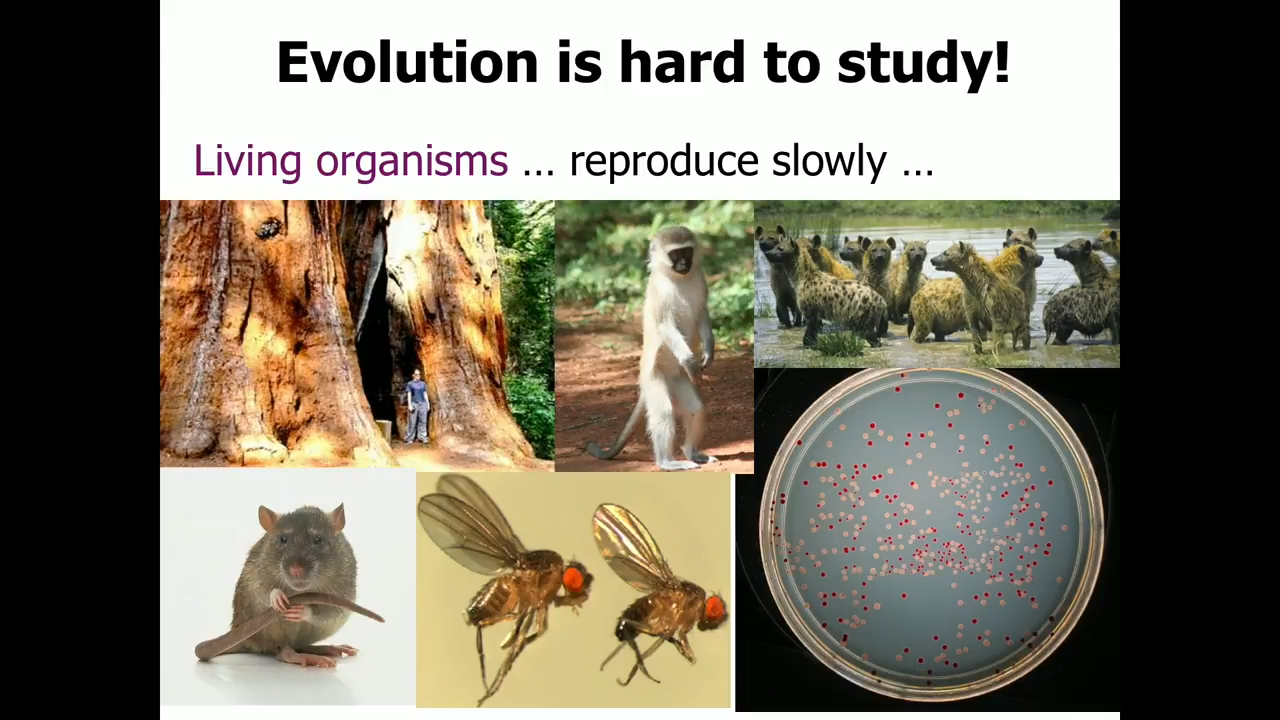 Evolution is hard to study!
Living organisms ... reproduce slowly ...